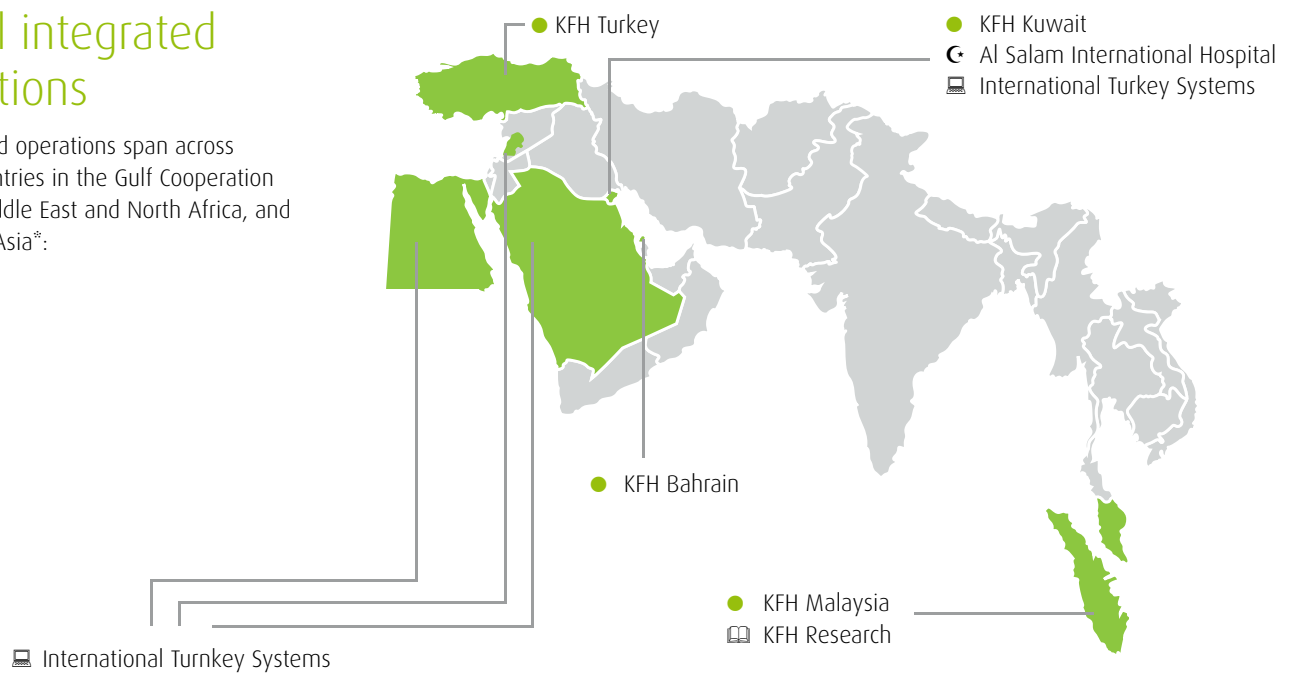 l integrated
tions
d operations span across
ntries in the Gulf Cooperation
ddle East and North Africa, and
Asia*:
KFH Turkey
KFH Kuwait
Al Salam International Hospital
International Turkey Systems
KFH Bahrain
KFH Malaysia
KFH Research
International Turnkey Systems